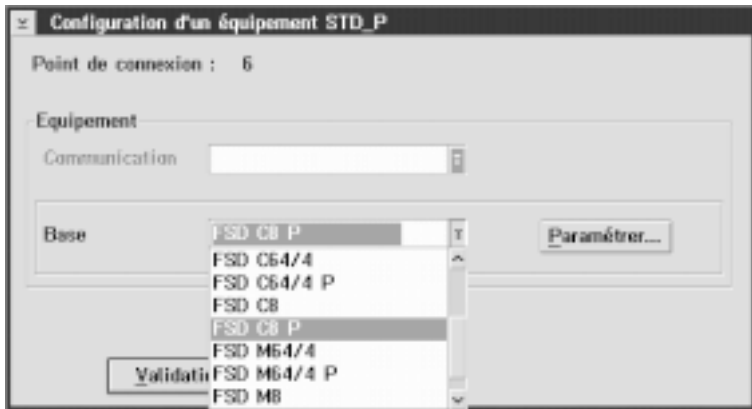 Configuration d'un équipement STD_P
Point de connexion : 6
Equipement
Communication
Base
FSD C8 P
Paramétrer...
FSD C64/4
FSD C64/4 P
FSD C8
FSD C8 P
FSD M64/4
FSD M64/4 P
FSD M8
Validati